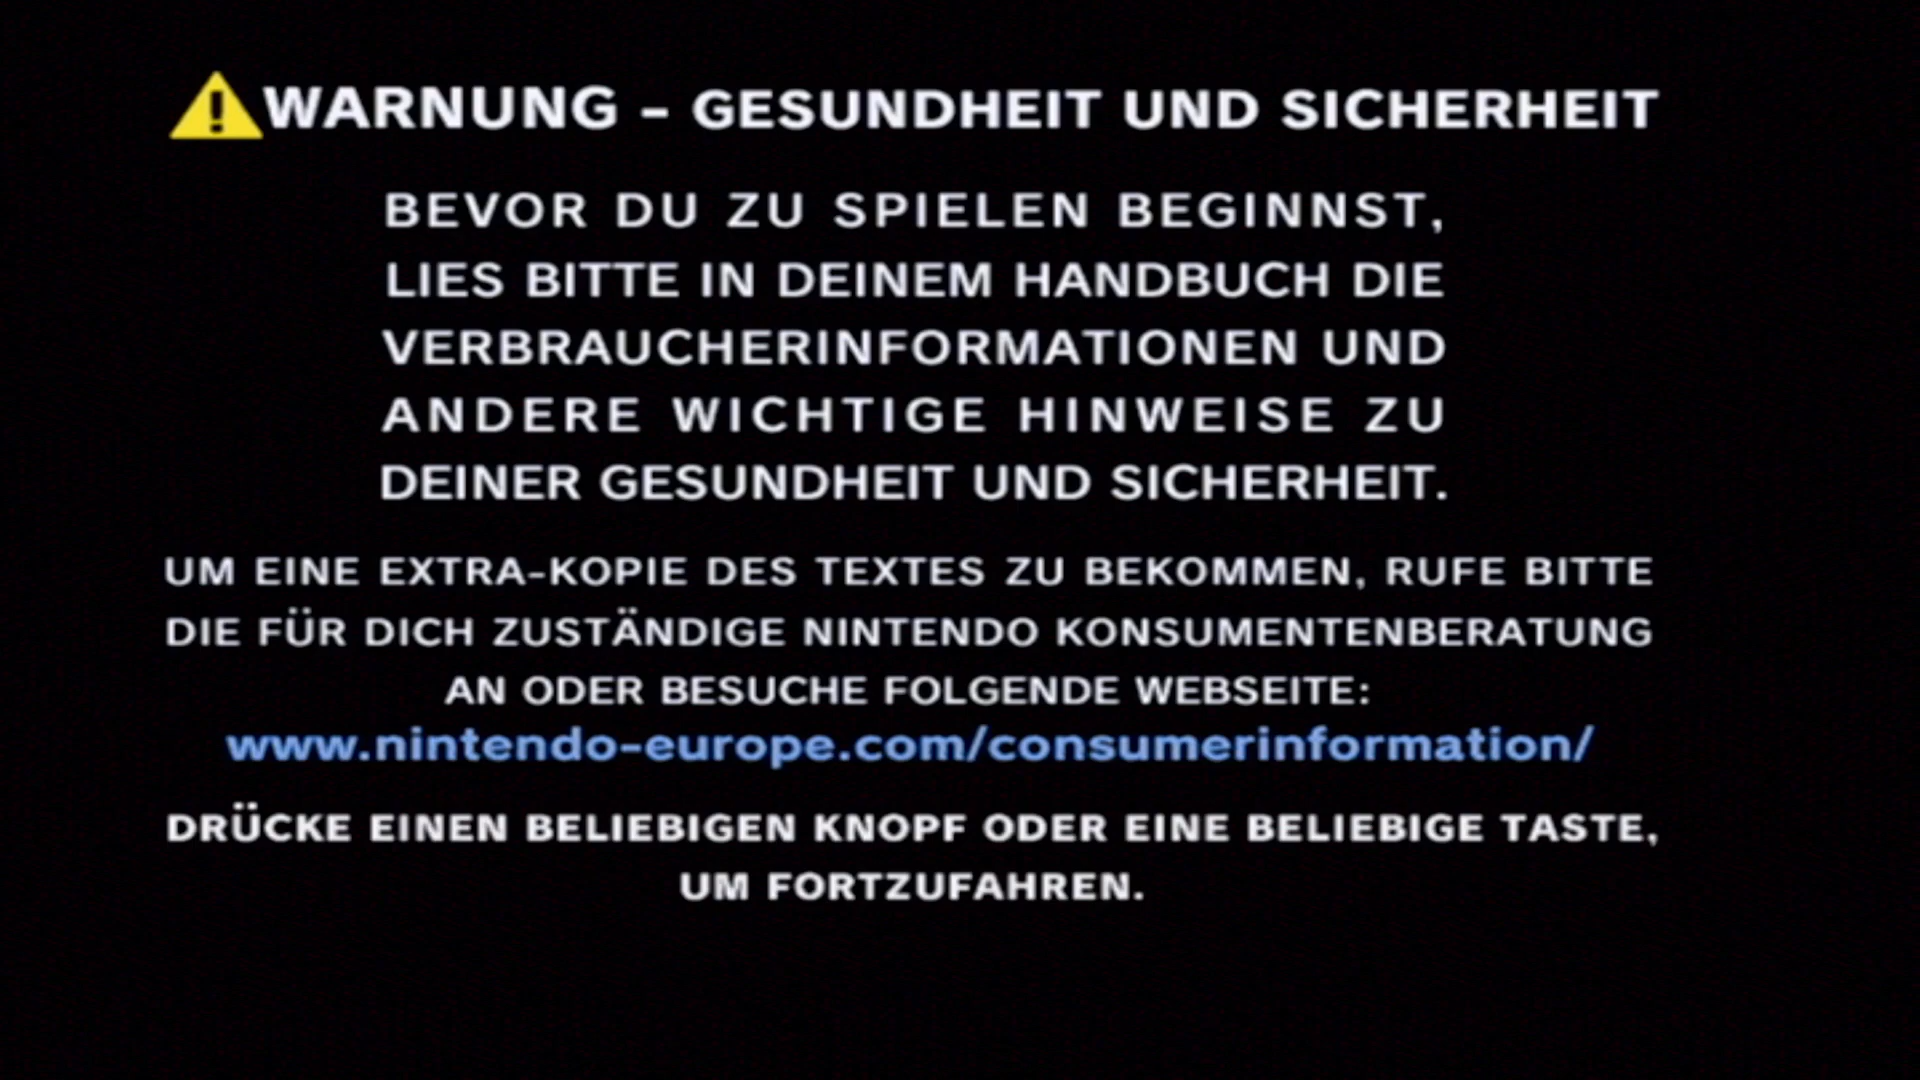 WARNUNG - GESUNDHEIT UND SICHERHEIT
BEVOR DU ZU SPIELEN BEGINNST,
LIES BITTE IN DEINEM HANDBUCH DIE
VERBRAUCHERINFORMATIONEN UND
ANDERE WICHTIGE HINWEISE ZU
DEINER GESUNDHEIT UND SICHERHEIT.
UM EINE EXTRA-KOPIE DES TEXTES ZU BEKOMMEN, RUFE BITTE
DIE FÜR DICH ZUSTÄNDIGE NINTENDO KONSUMENTENBERATUNG
AN ODER BESUCHE FOLGENDE WEBSEITE:
www.nintendo-europe.com/consumerinformation/
DRÜCKE EINEN BELIEBIGEN KNOPF ODER EINE BELIEBIGE TASTE,
UM FORTZUFAHREN.